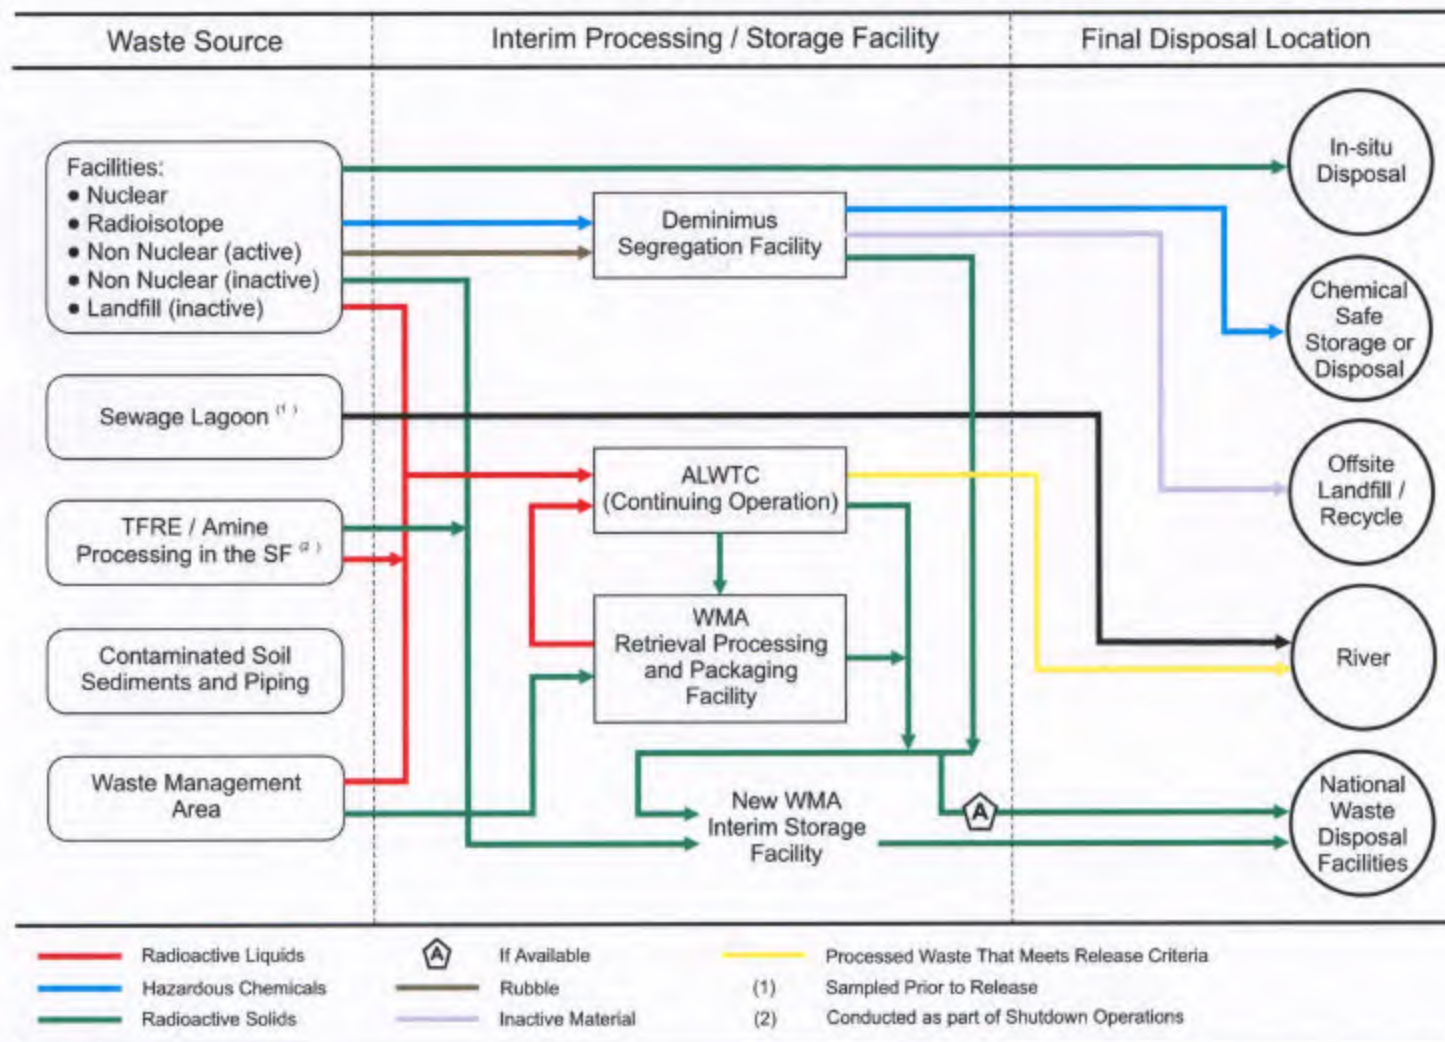 Waste Source
Interim Processing / Storage Facility
Final Disposal Location
Facilities:
● Nuclear
● Radioisotope
● Non Nuclear (active)
● Non Nuclear (inactive)
● Landfill (inactive)
Sewage Lagoon (1)
TFRE / Amine
Processing in the SF (2)
Contaminated Soil
Sediments and Piping
Waste Management
Area
Deminimus
Segregation Facility
ALWTC
(Continuing Operation)
WMA
Retrieval Processing
and Packaging
Facility
New WMA
Interim Storage
Facility
A
In-situ
Disposal
Chemical
Safe
Storage or
Disposal
Offsite
Landfill /
Recycle
River
National
Waste
Disposal
Facilities
Radioactive Liquids
Hazardous Chemicals
Radioactive Solids
A If Available
Rubble
Inactive Material
Processed Waste That Meets Release Criteria
(1) Sampled Prior to Release
(2) Conducted as part of Shutdown Operations